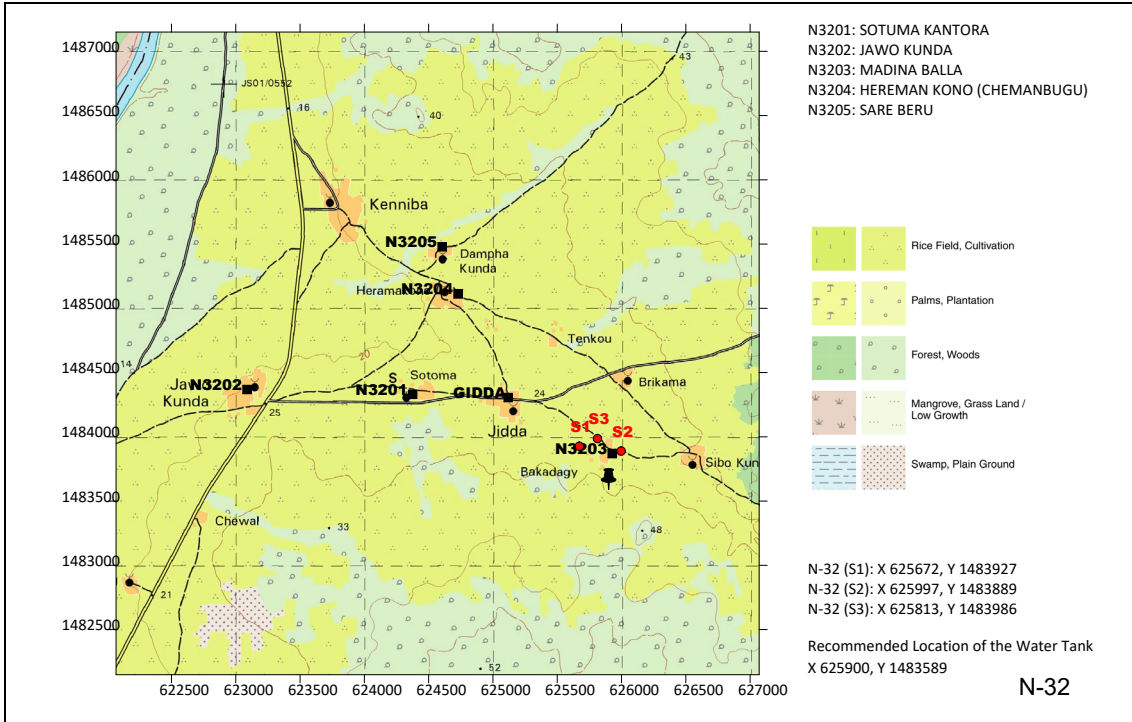 1487000
1486500
1486000
1485500
1485000
1484500
1484000
1483500
1483000
1482500
622500 623000 623500 624000 624500 625000 625500 626000 626500 627000
JS01/0552
16
40
43
Kenniba
N3205
Dampha
Kunda
N3204
Tenkou
14
20
Sotoma
Brikama
N3202
Kunda
S
N3201
GIDDA
24
25
Jidda
S3
S1
S2
N3203
Sibo Kun
Bakadagy
Chewal
33
48
21
52
N3201: SOTUMA KANTORA
N3202: JAWO KUNDA
N3203: MADINA BALLA
N3204: HEREMAN KONO (CHEMANBUGU)
N3205: SARE BERU
Rice Field, Cultivation
Palms, Plantation
Forest, Woods
Mangrove, Grass Land /
Low Growth
Swamp, Plain Ground
N-32 (S1): X 625672, Y 1483927
N-32 (S2): X 625997, Y 1483889
N-32 (S3): X 625813, Y 1483986
Recommended Location of the Water Tank
X 625900, Y 1483589
N-32